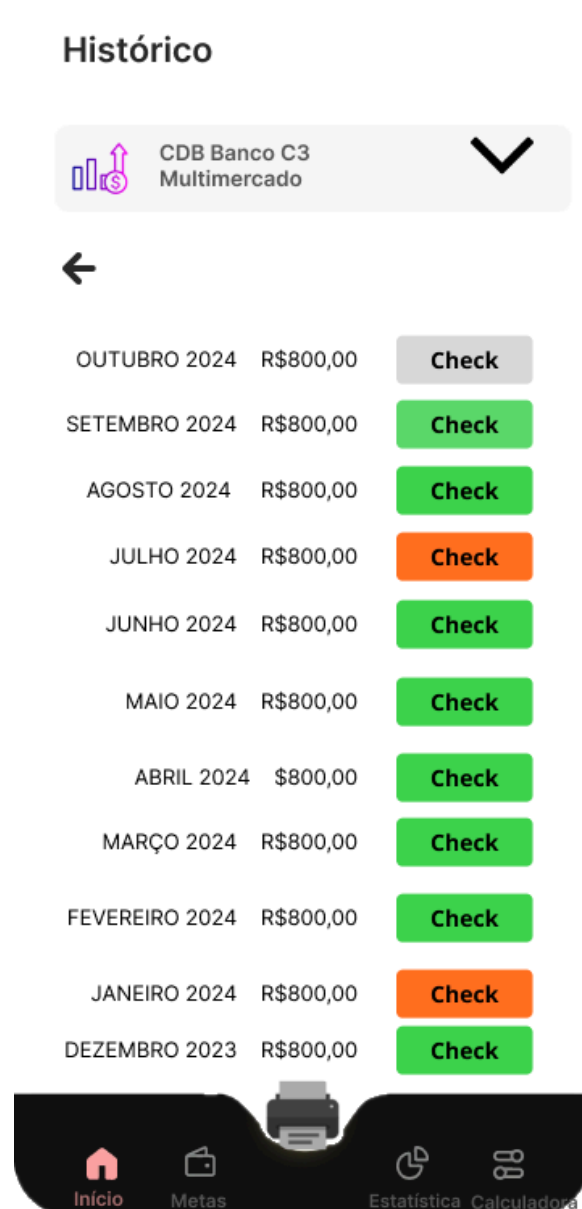 Histórico
CDB Banco C3
Multimercado
OUTUBRO 2024 R$800,00 Check
SETEMBRO 2024 R$800,00 Check
AGOSTO 2024 R$800,00 Check
JULHO 2024 R$800,00 Check
JUNHO 2024 R$800,00 Check
MAIO 2024 R$800,00 Check
ABRIL 2024 $800,00 Check
MARÇO 2024 R$800,00 Check
FEVEREIRO 2024 R$800,00 Check
JANEIRO 2024 R$800,00 Check
DEZEMBRO 2023 R$800,00 Check
Início Metas Estatística Calculadora